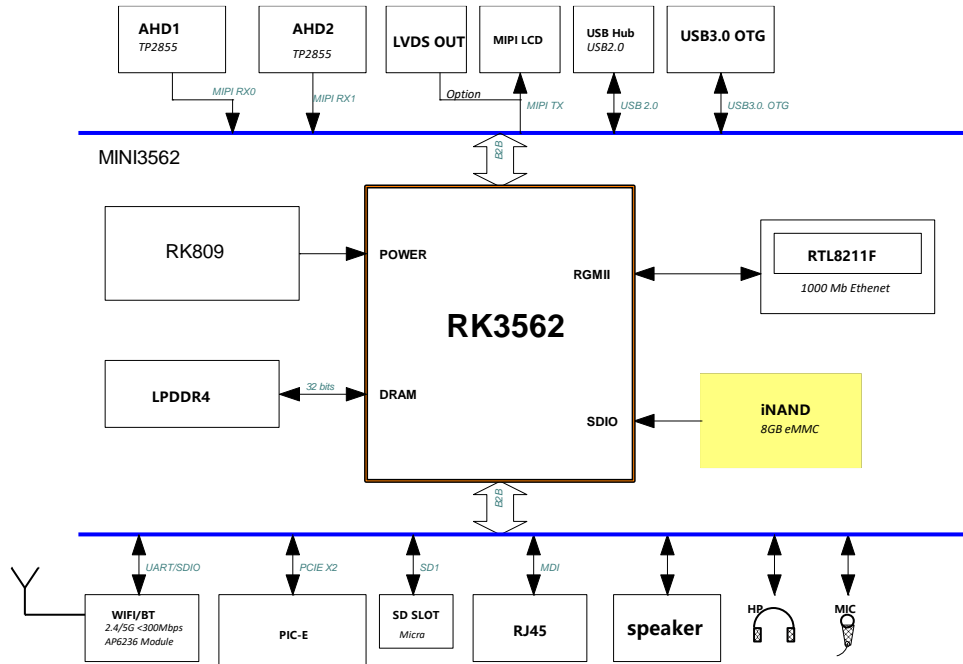 AHD1
TP2855
AHD2
TP2855
LVDS OUT
MIPI LCD
USB Hub
USB2.0
USB3.0 OTG
MIPI RX0
MIPI RX1
Option
MIPI TX
USB 2.0
USB3.0. OTG
MINI3562
B2B
RK809
POWER
RGMII
RTL8211F
1000 Mb Ethenet
RK3562
LPDDR4
32 bits
DRAM
SDIO
iNAND
8GB eMMC
B2B
UART/SDIO
PCIE X2
SD1
MDI
WIFI/BT
2.4/5G <300Mbps
AP6236 Module
PIC-E
SD SLOT
Micra
RJ45
speaker
HP
MIC